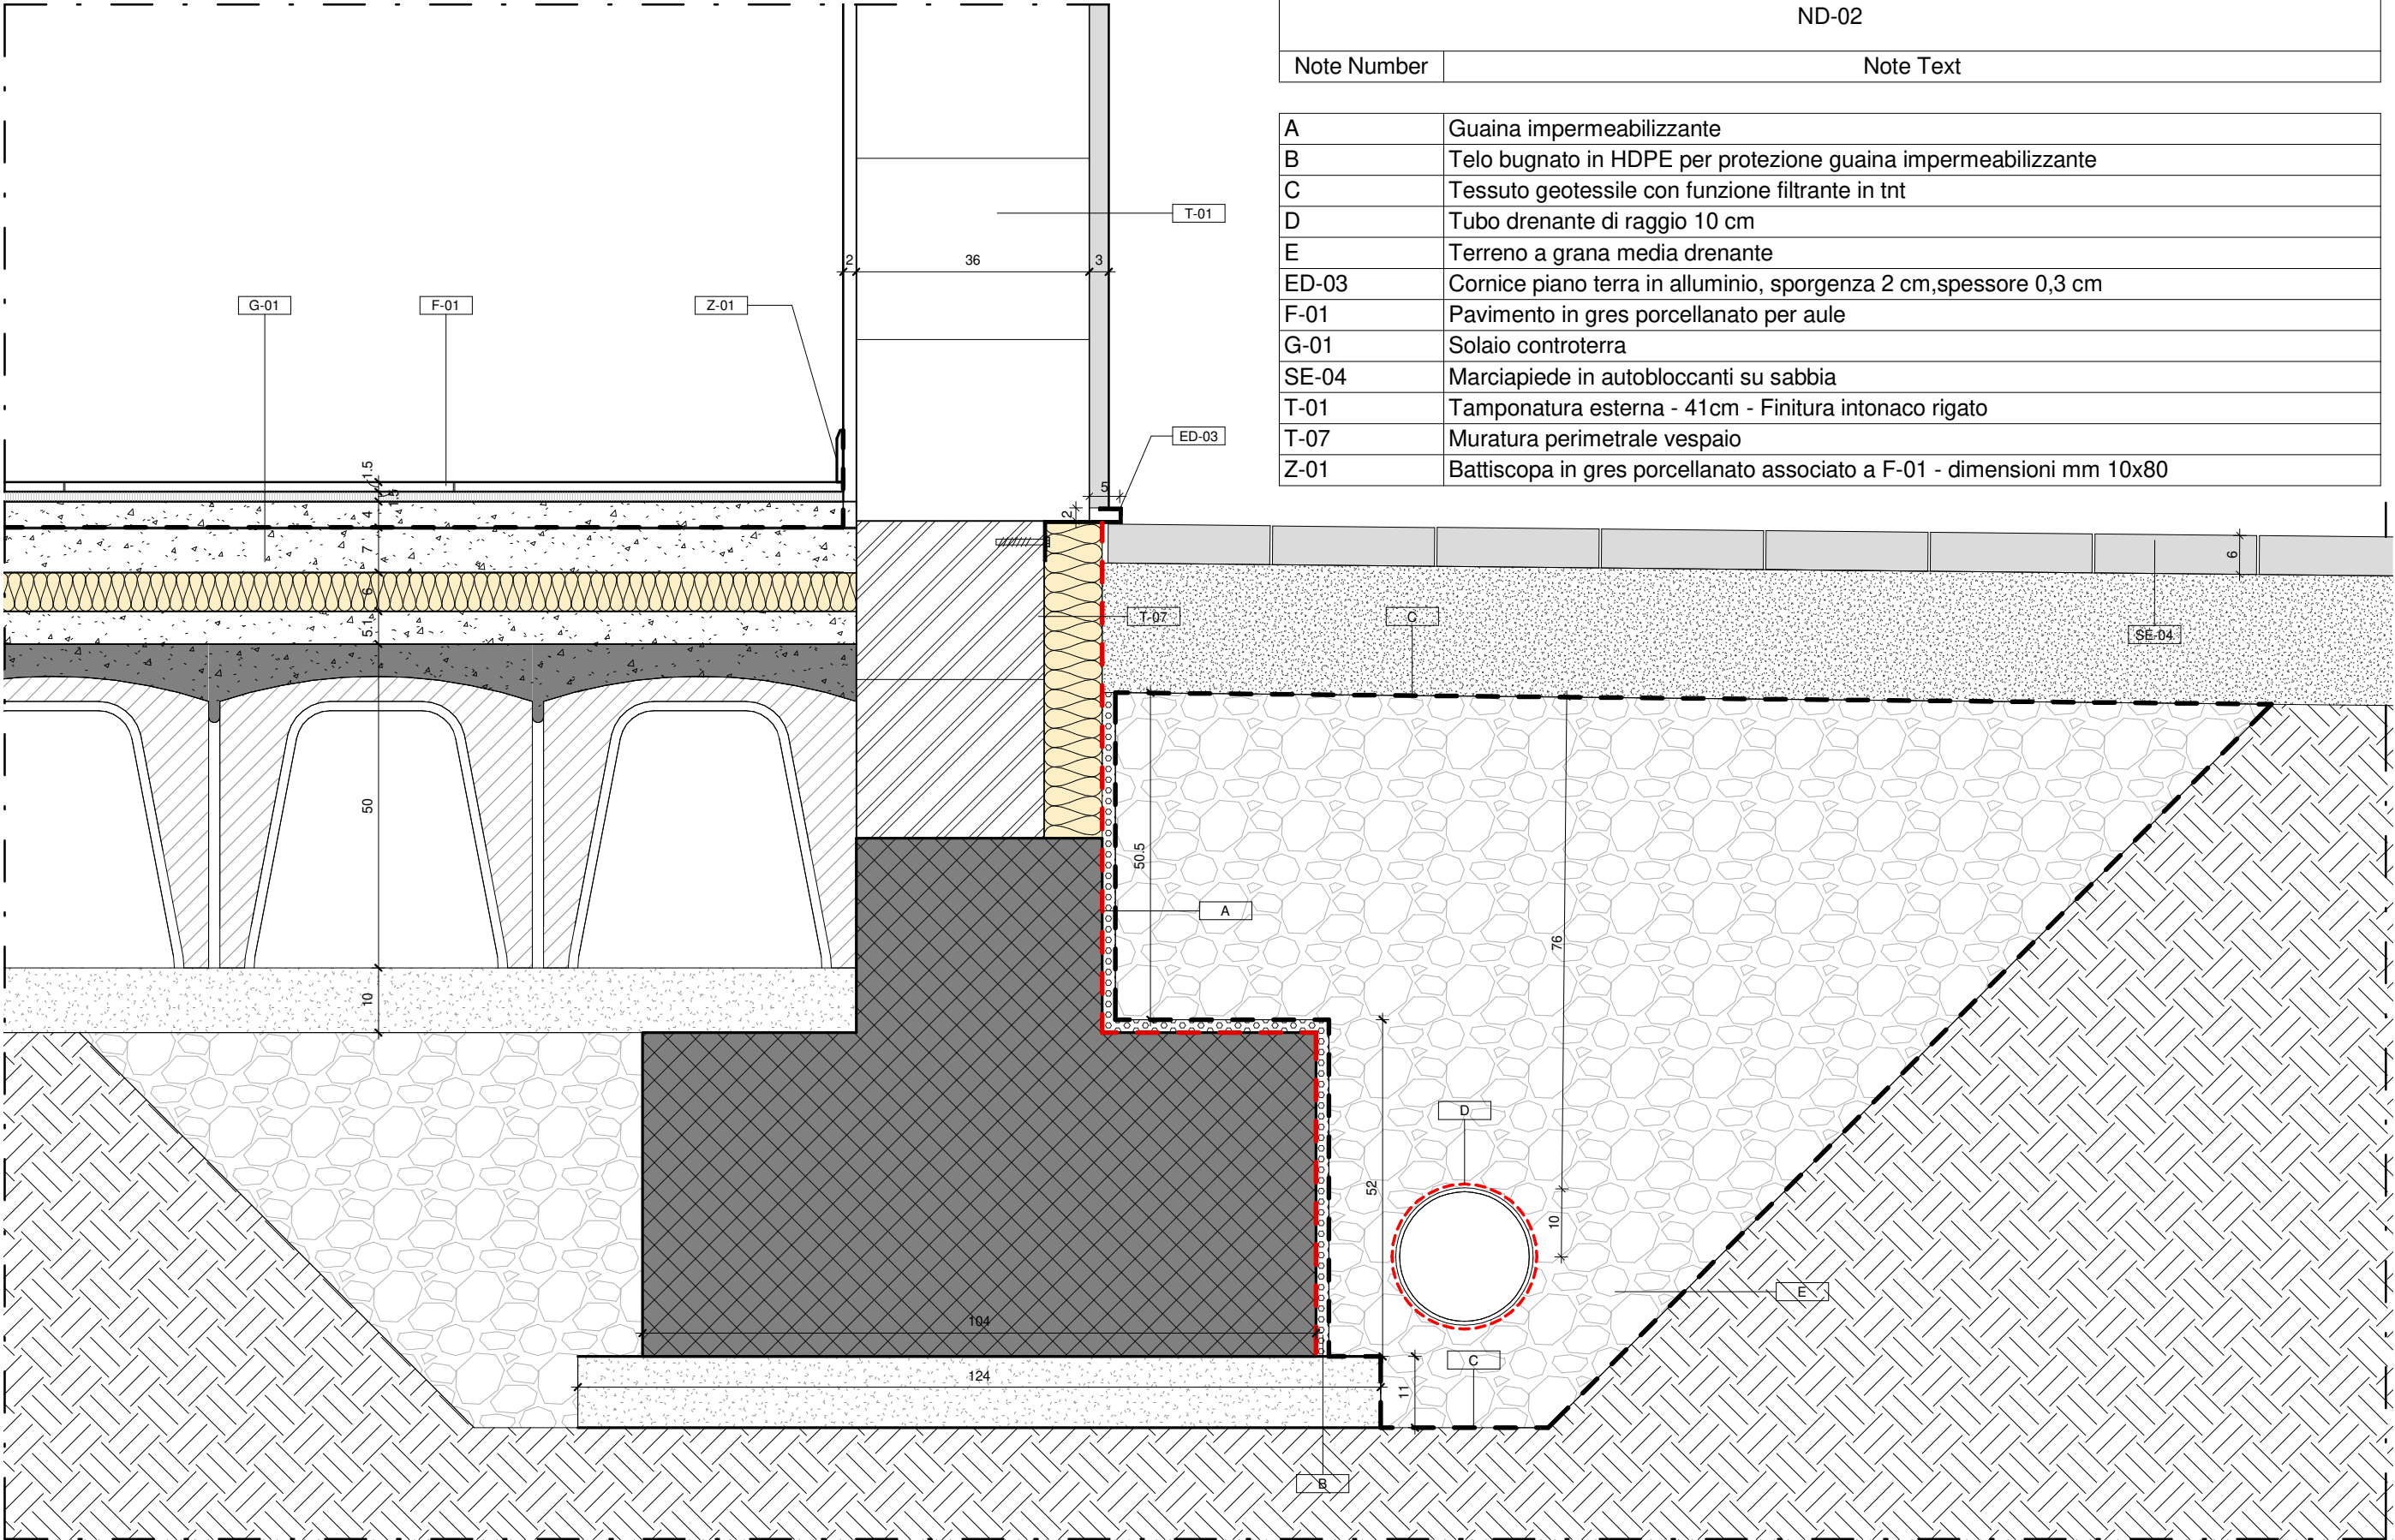 ND-02
Note Number Note Text
A Guaina impermeabilizzante
B Telo bugnato in HDPE per protezione guaina impermeabilizzante
C Tessuto geotessile con funzione filtrante in tnt
D Tubo drenante di raggio 10 cm
E Terreno a grana media drenante
ED-03 Cornice piano terra in alluminio, sporgenza 2 cm,spessore 0,3 cm
F-01 Pavimento in gres porcellanato per aule
G-01 Solaio controterra
SE-04 Marciapiede in autobloccanti su sabbia
T-01 Tamponatura esterna - 41cm - Finitura intonaco rigato
T-07 Muratura perimetrale vespaio
Z-01 Battiscopa in gres porcellanato associato a F-01 - dimensioni mm 10x80
T-01
2 36 3
G-01 F-01 Z-01
ED-03
1.5
1.5
5
4
2
7
6
6
T-07 C
5.1
SE-04
50
50.5
A
76
10
D
52
10
E
104
C
124
11
B